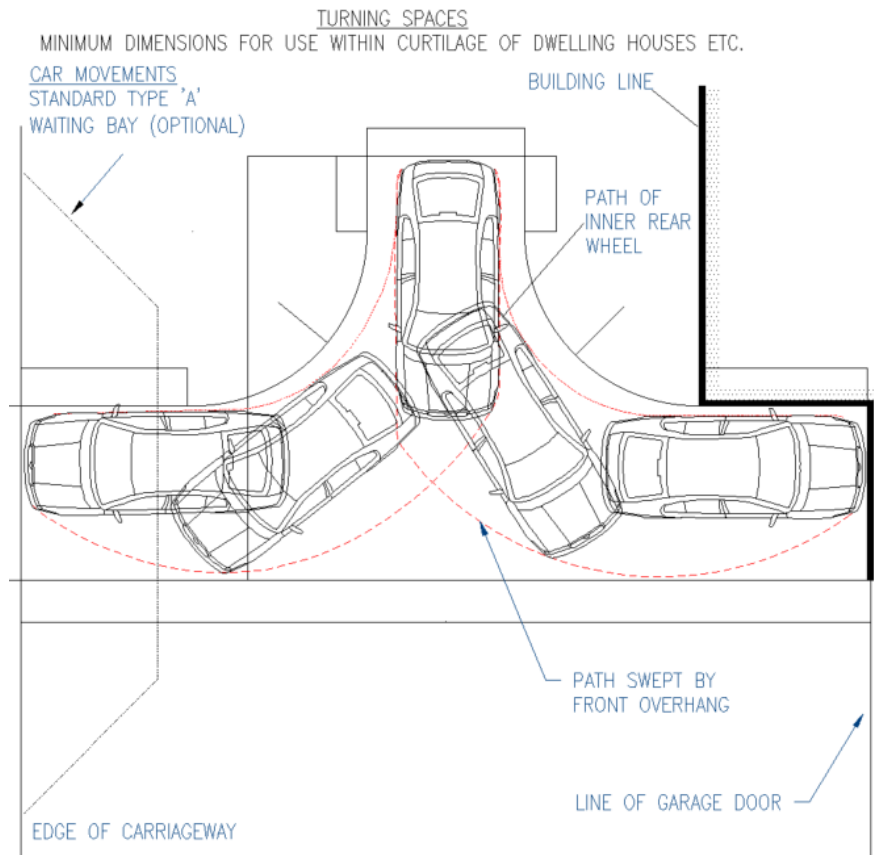 TURNING SPACES
MINIMUM DIMENSIONS FOR USE WITHIN CURTILAGE OF DWELLING HOUSES ETC.
CAR MOVEMENTS
STANDARD TYPE 'A'
WAITING BAY (OPTIONAL)
BUILDING LINE
PATH OF
INNER REAR
WHEEL
PATH SWEPT BY
FRONT OVERHANG
LINE OF GARAGE DOOR
EDGE OF CARRIAGEWAY